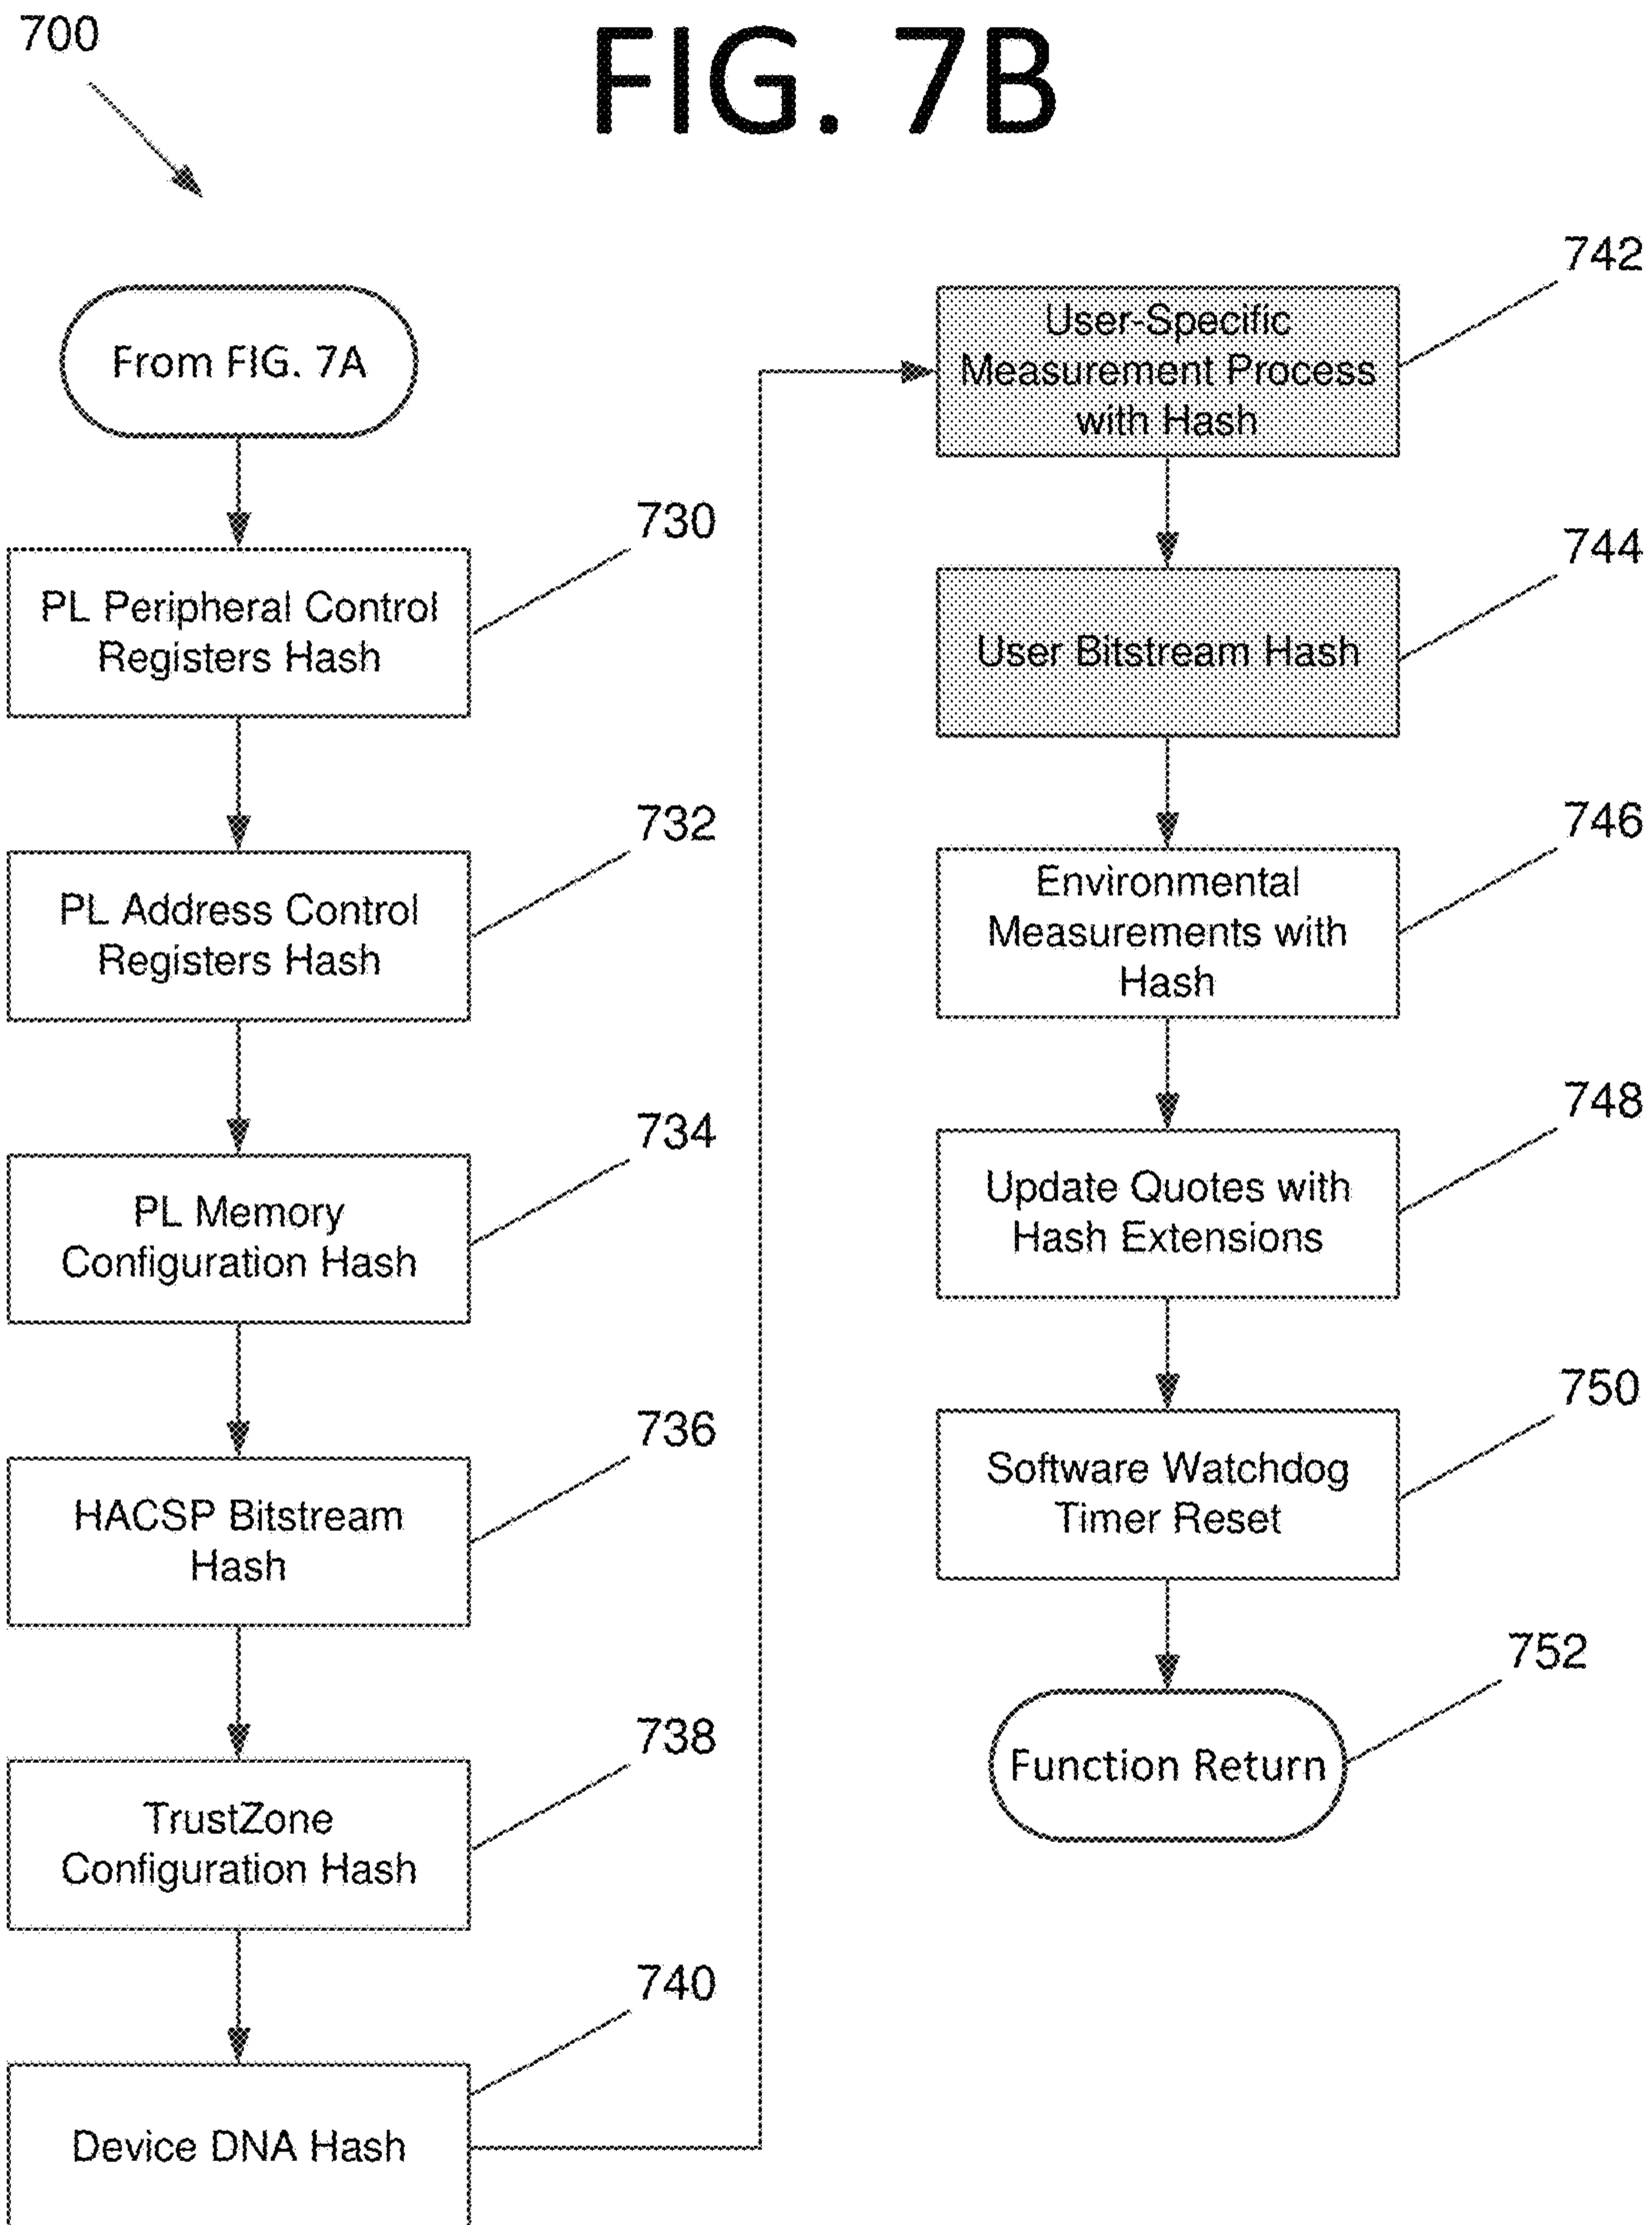 700
FIG. 7B
From FIG. 7A
730
PL Peripheral Control
Registers Hash
732
PL Address Control
Registers Hash
734
PL Memory
Configuration Hash
736
HACSP Bitstream
Hash
738
TrustZone
Configuration Hash
740
Device DNA Hash
742
User-Specific
Measurement Process
with Hash
744
User Bitstream Hash
746
Environmental
Measurements with
Hash
748
Update Quotes with
Hash Extensions
750
Software Watchdog
Timer Reset
752
Function Return